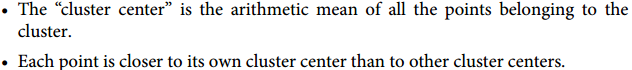 • The “cluster center” is the arithmetic mean of all the points belonging to the
cluster.
• Each point is closer to its own cluster center than to other cluster centers.